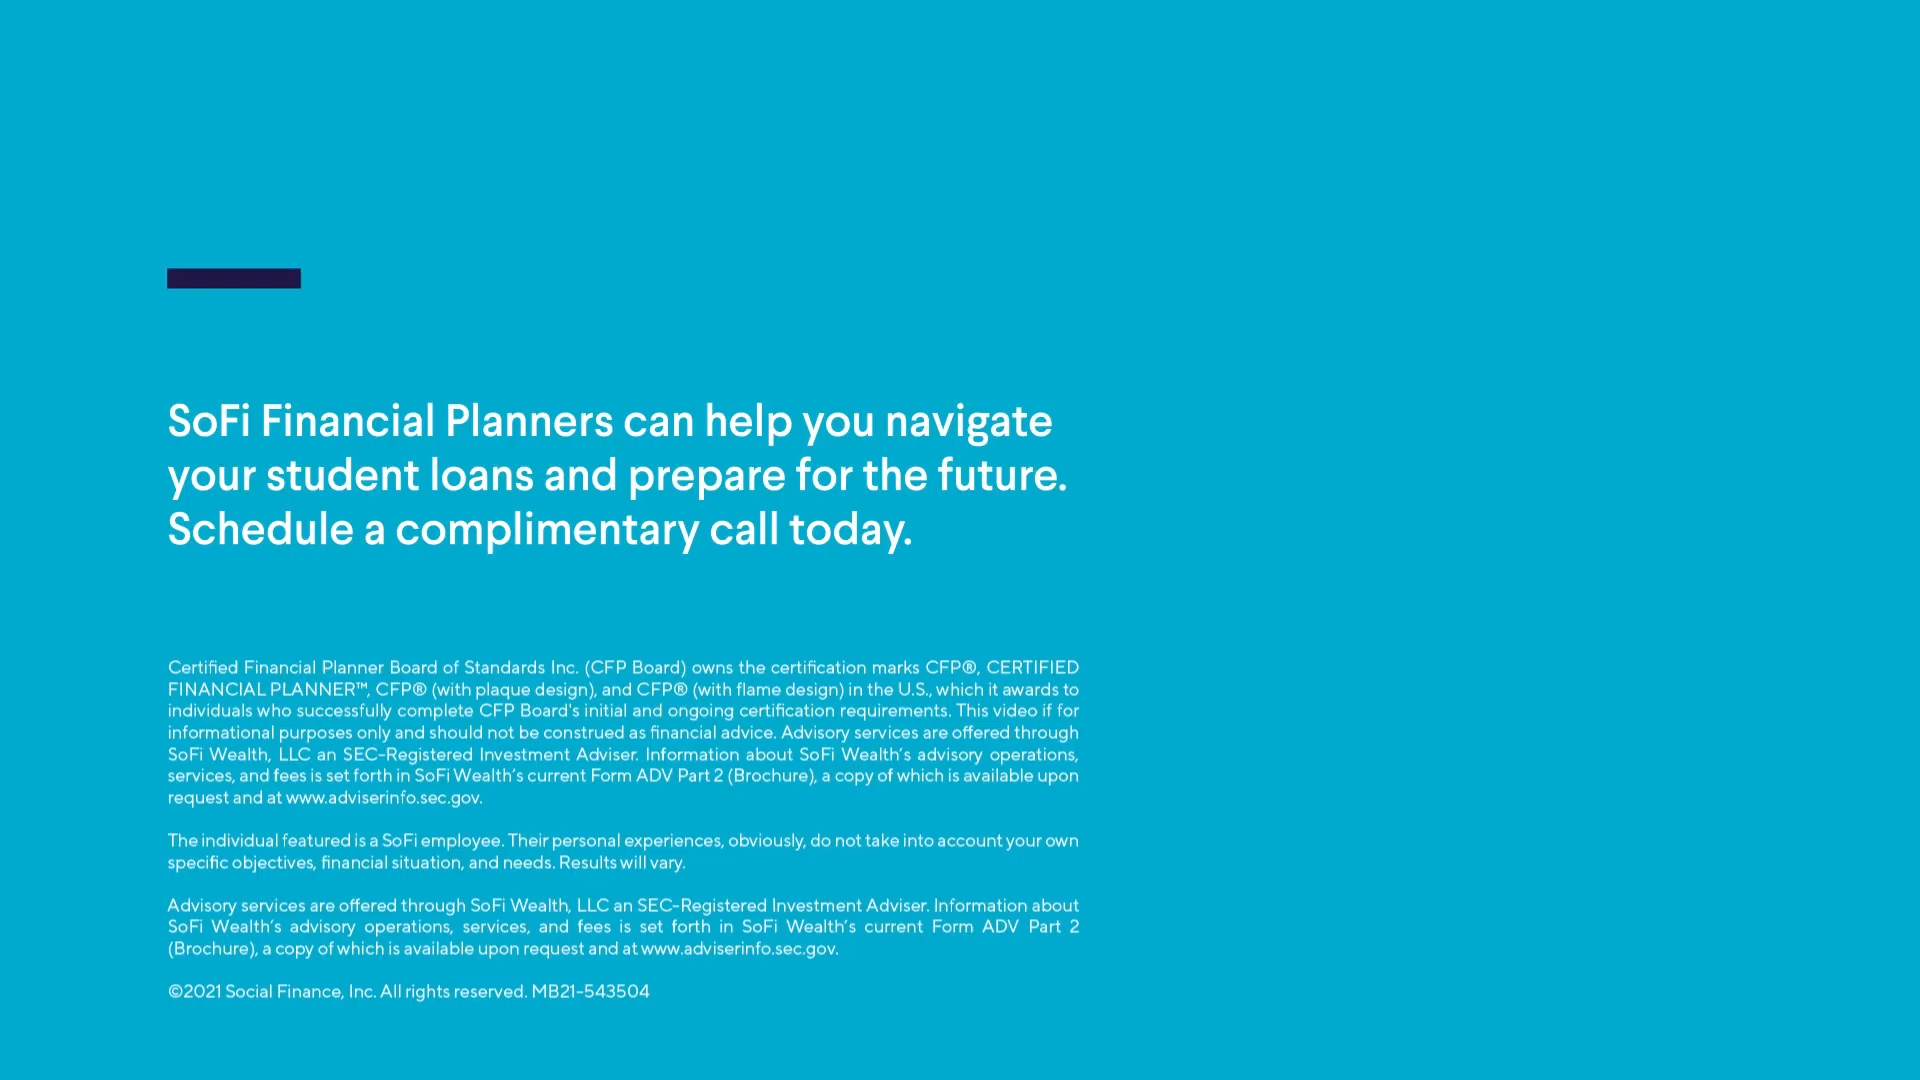 SoFi Financial Planners can help you navigate
your student loans and prepare for the future.
Schedule a complimentary call today.
Certified Financial Planner Board of Standards Inc. (CFP Board) owns the certification marks CFP®, CERTIFIED
FINANCIAL PLANNER™, CFP® (with plaque design), and CFP® (with flame design) in the U.S., which it awards to
individuals who successfully complete CFP Board's initial and ongoing certification requirements. This video if for
informational purposes only and should not be construed as financial advice. Advisory services are offered through
SoFi Wealth, LLC an SEC-Registered Investment Adviser. Information about SoFi Wealth’s advisory operations,
services, and fees is set forth in SoFi Wealth’s current Form ADV Part 2 (Brochure), a copy of which is available upon
request and at www.adviserinfo.sec.gov.
The individual featured is a SoFi employee. Their personal experiences, obviously, do not take into account your own
specific objectives, financial situation, and needs. Results will vary.
Advisory services are offered through SoFi Wealth, LLC an SEC-Registered Investment Adviser. Information about
SoFi Wealth’s advisory operations, services, and fees is set forth in SoFi Wealth’s current Form ADV Part 2
(Brochure), a copy of which is available upon request and at www.adviserinfo.sec.gov.
©2021 Social Finance, Inc. All rights reserved. MB21-543504